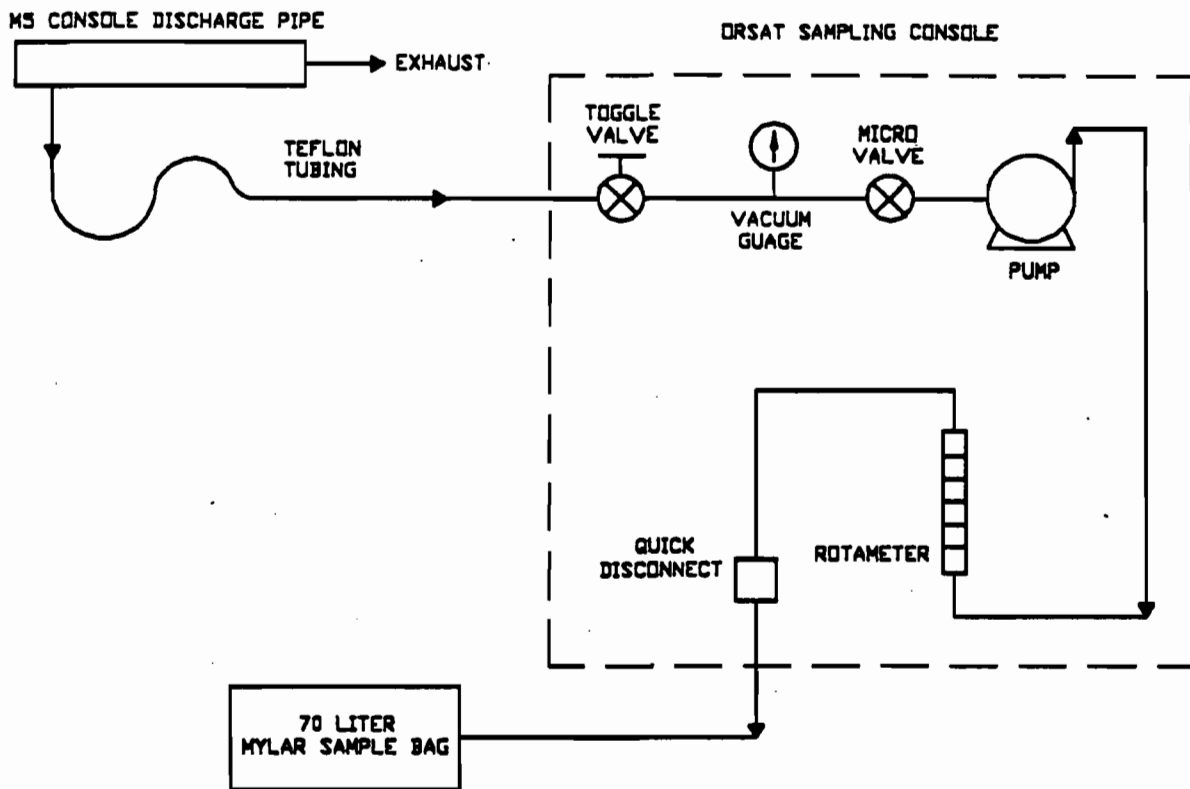 M5 CONSOLE DISCHARGE PIPE
ORSAT SAMPLING CONSOLE
EXHAUST
TOGGLE
VALVE
MICRO
VALVE
TEFLON
TUBING
VACUUM
GUAGE
PUMP
QUICK
DISCONNECT
ROTAMETER
70 LITER
MYLAR SAMPLE BAG